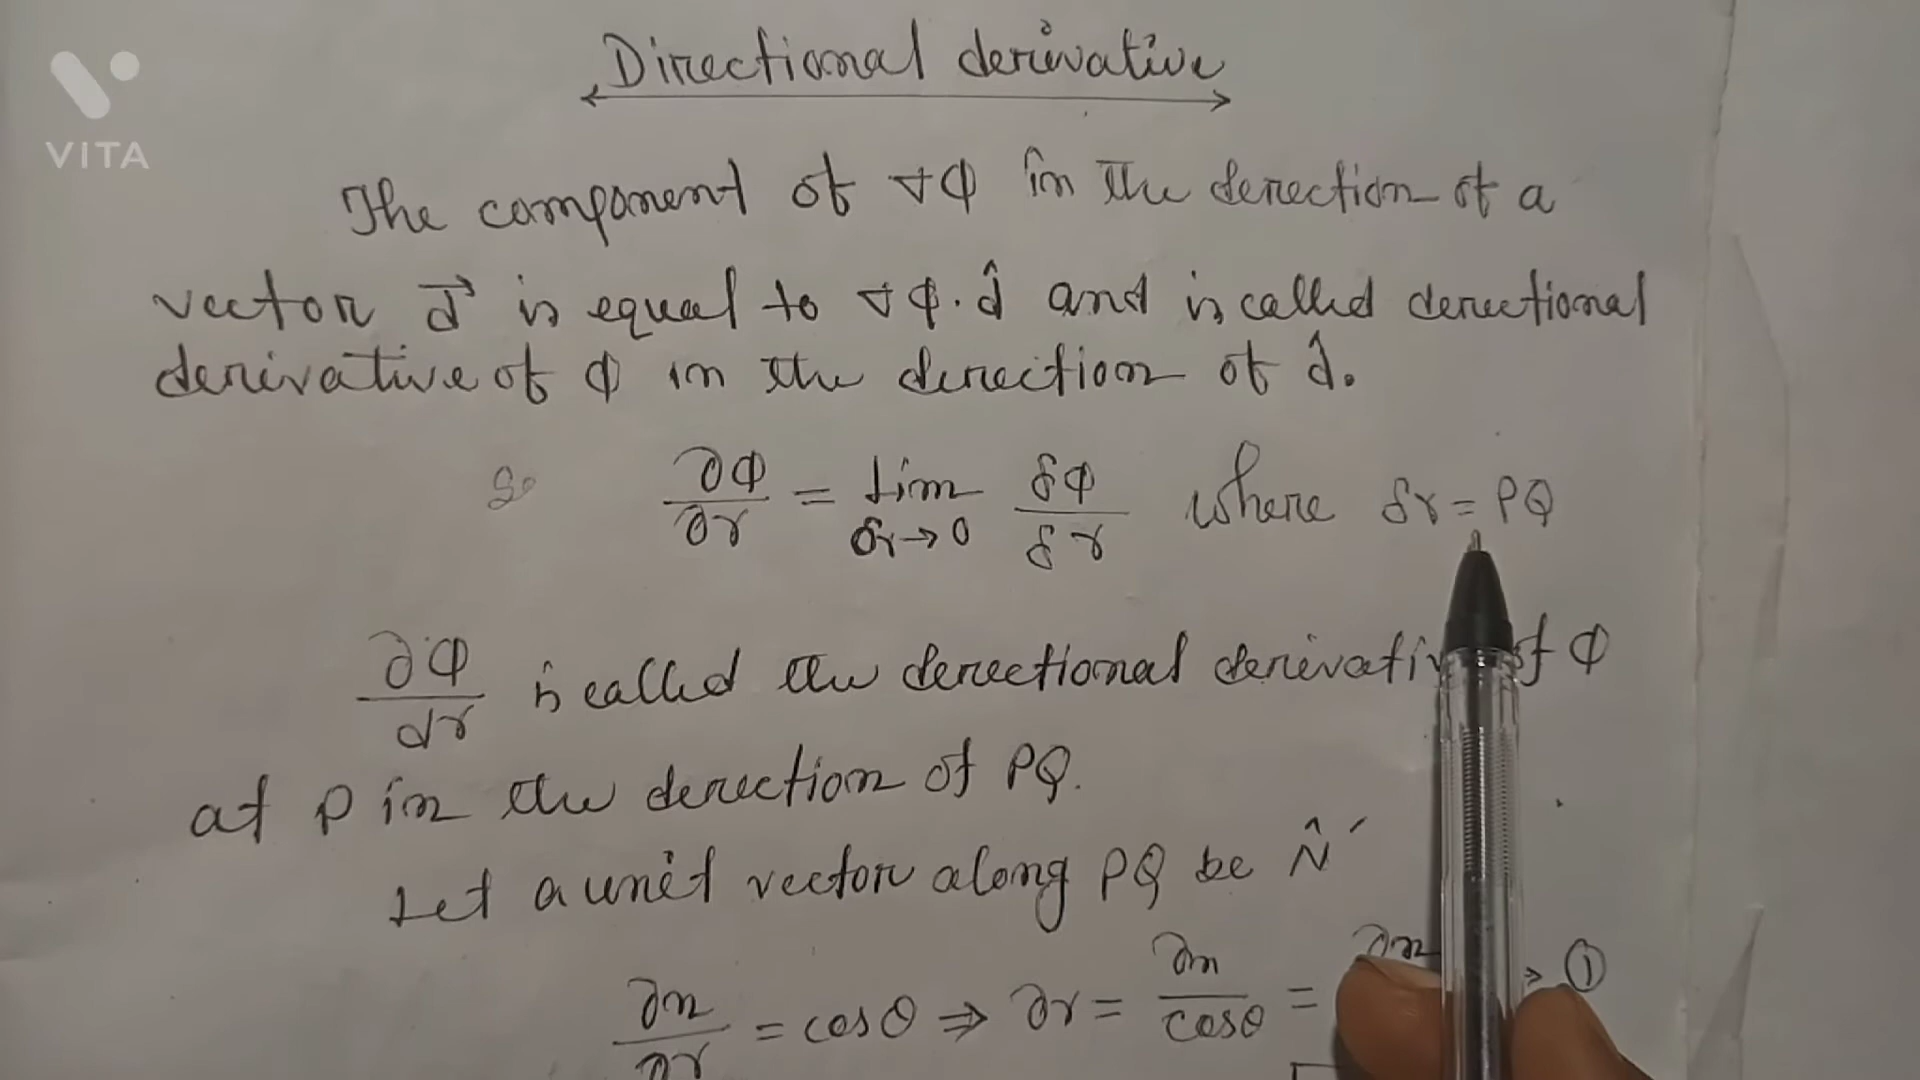 VITA
Directional derivative
The component of ∇Φ in the derection of a
vector d⃗ is equal to ∇Φ.d̂ and is called derectional
derivative of Φ in the direction of d̂.
So ∂Φ/∂r = lim δr→0 δΦ/δr where δr = PQ
∂Φ/dr is called the derectional derivati of Φ
at P in the derection of PQ.
Let a unit vector along PQ be N̂′
∂n/∂r = cosθ ⇒ ∂r = ∂n/cosθ = ∂n → ①